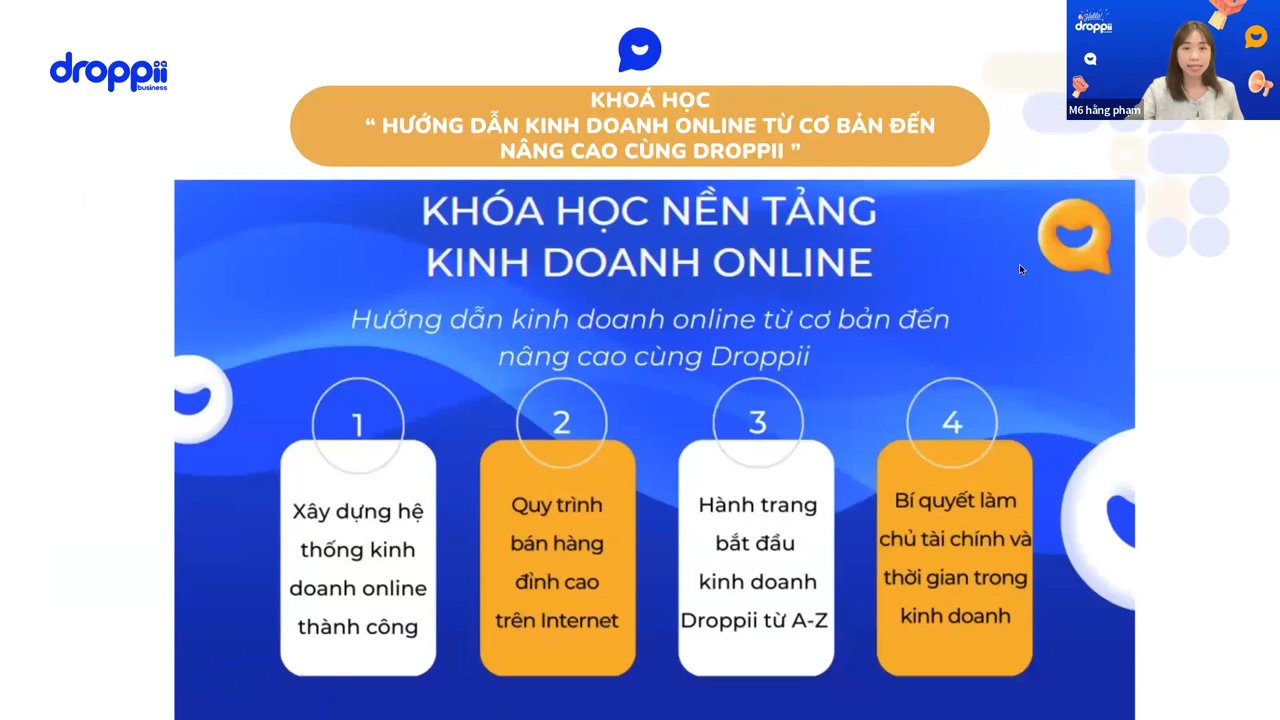 droppii
business
KHOÁ HỌC
“ HƯỚNG DẪN KINH DOANH ONLINE TỪ CƠ BẢN ĐẾN
NÂNG CAO CÙNG DROPPII ”
Hello!
droppii
M6 hằng phạm
KHÓA HỌC NỀN TẢNG
KINH DOANH ONLINE
Hướng dẫn kinh doanh online từ cơ bản đến
nâng cao cùng Droppii
1
Xây dựng hệ
thống kinh
doanh online
thành công
2
Quy trình
bán hàng
đỉnh cao
trên Internet
3
Hành trang
bắt đầu
kinh doanh
Droppii từ A-Z
4
Bí quyết làm
chủ tài chính và
thời gian trong
kinh doanh